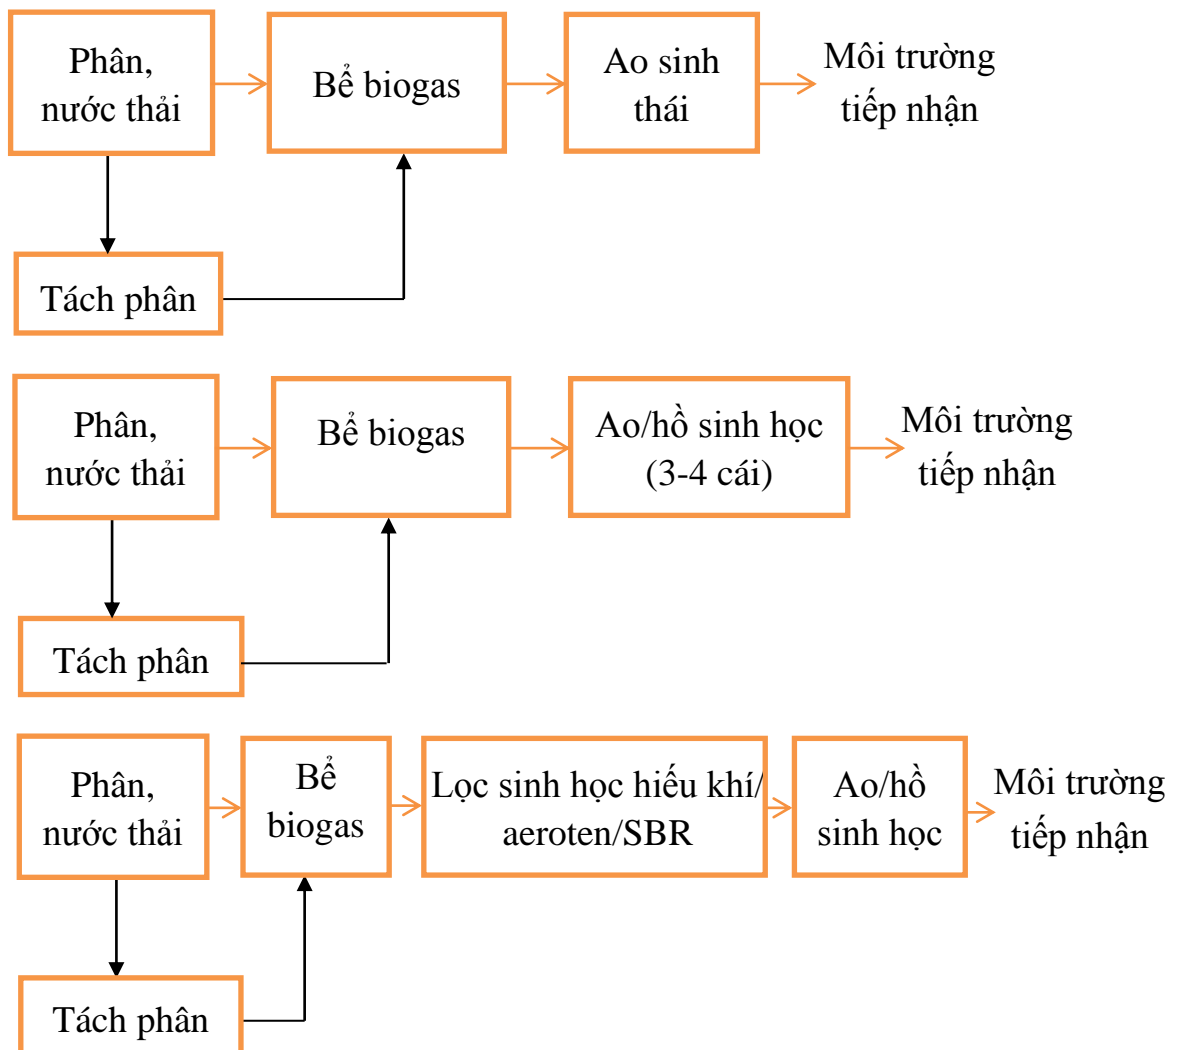 Phân,
nước thải
Bể biogas
Ao sinh
thái
Môi trường
tiếp nhận
Tách phân
Phân,
nước thải
Bể biogas
Ao/hồ sinh học
(3-4 cái)
Môi trường
tiếp nhận
Tách phân
Phân,
nước thải
Bể
biogas
Lọc sinh học hiếu khí/
aeroten/SBR
Ao/hồ
sinh học
Môi trường
tiếp nhận
Tách phân